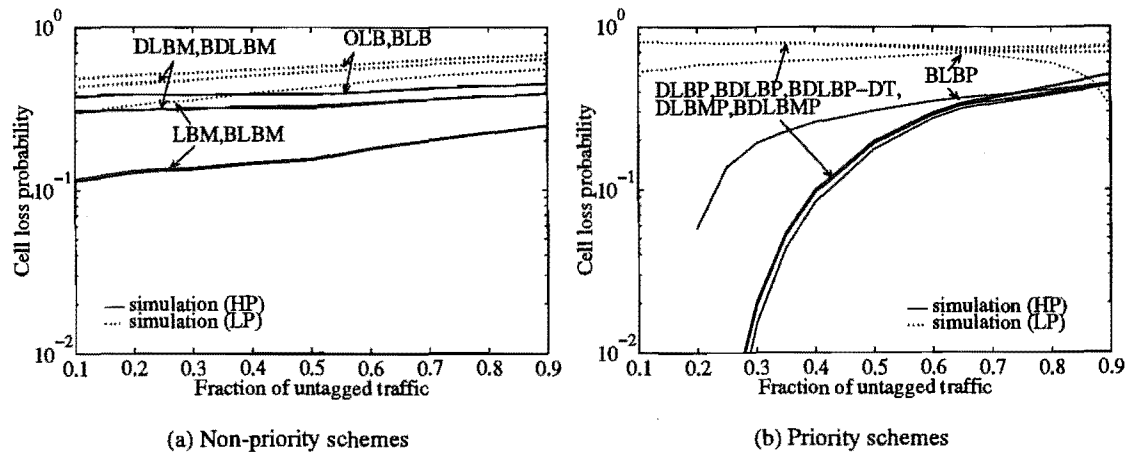 10^0
DLBM,BDLBM
OLB,BLB
LBM,BLBM
10^-1
10^-2
Cell loss probability
simulation (HP)
simulation (LP)
0.1 0.2 0.3 0.4 0.5 0.6 0.7 0.8 0.9
Fraction of untagged traffic
(a) Non-priority schemes
10^0
DLBP,BDLBP,BDLBP-DT,
DLBMP,BDLBMP
BLBP
10^-1
10^-2
Cell loss probability
simulation (HP)
simulation (LP)
0.1 0.2 0.3 0.4 0.5 0.6 0.7 0.8 0.9
Fraction of untagged traffic
(b) Priority schemes